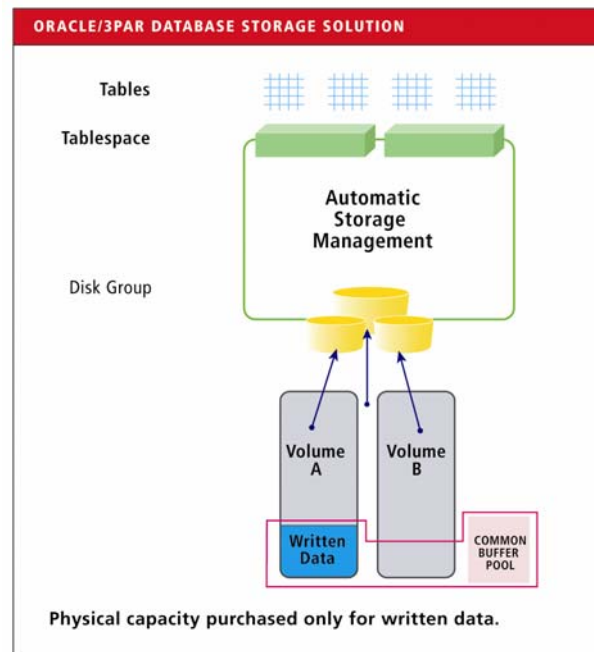 ORACLE/3PAR DATABASE STORAGE SOLUTION
Tables
Tablespace
Automatic
Storage
Management
Disk Group
Volume
A
Volume
B
Written
Data
COMMON
BUFFER
POOL
Physical capacity purchased only for written data.